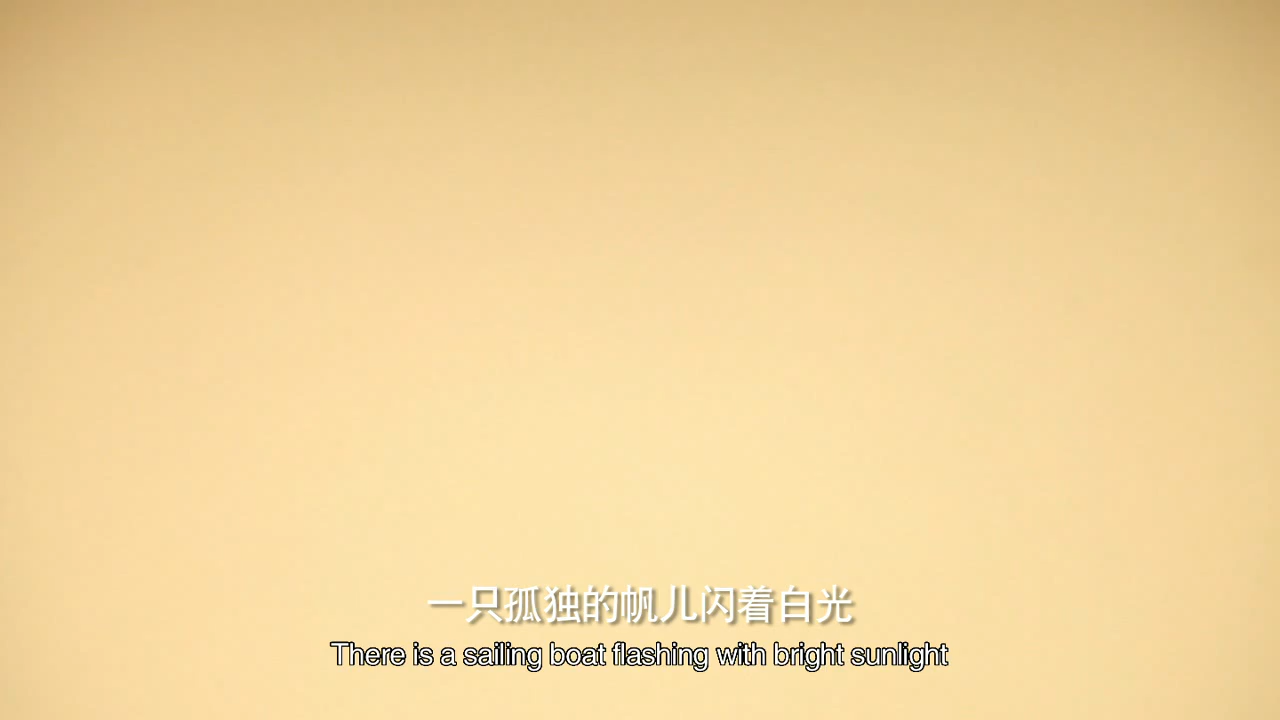 一只孤独的帆儿闪着白光
There is a sailing boat flashing with bright sunlight